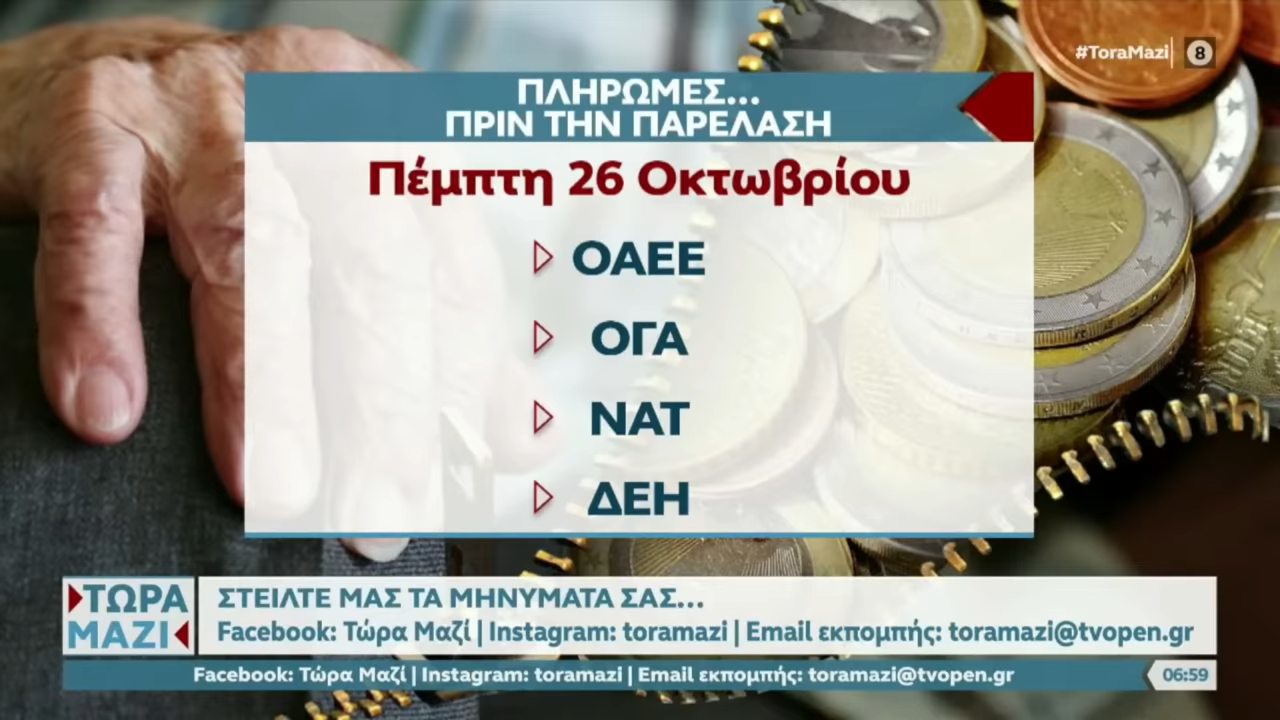 #ToraMazi 8
ΠΛΗΡΩΜΕΣ...
ΠΡΙΝ ΤΗΝ ΠΑΡΕΛΑΣΗ
Πέμπτη 26 Οκτωβρίου
ΟΑΕΕ
ΟΓΑ
ΝΑΤ
ΔΕΗ
ΤΩΡΑ
ΜΑΖΙ
ΣΤΕΙΛΤΕ ΜΑΣ ΤΑ ΜΗΝΥΜΑΤΑ ΣΑΣ...
Facebook: Τώρα Μαζί | Instagram: toramazi | Email εκπομπής: toramazi@tvopen.gr
Facebook: Τώρα Μαζί | Instagram: toramazi | Email εκπομπής: toramazi@tvopen.gr
06:59